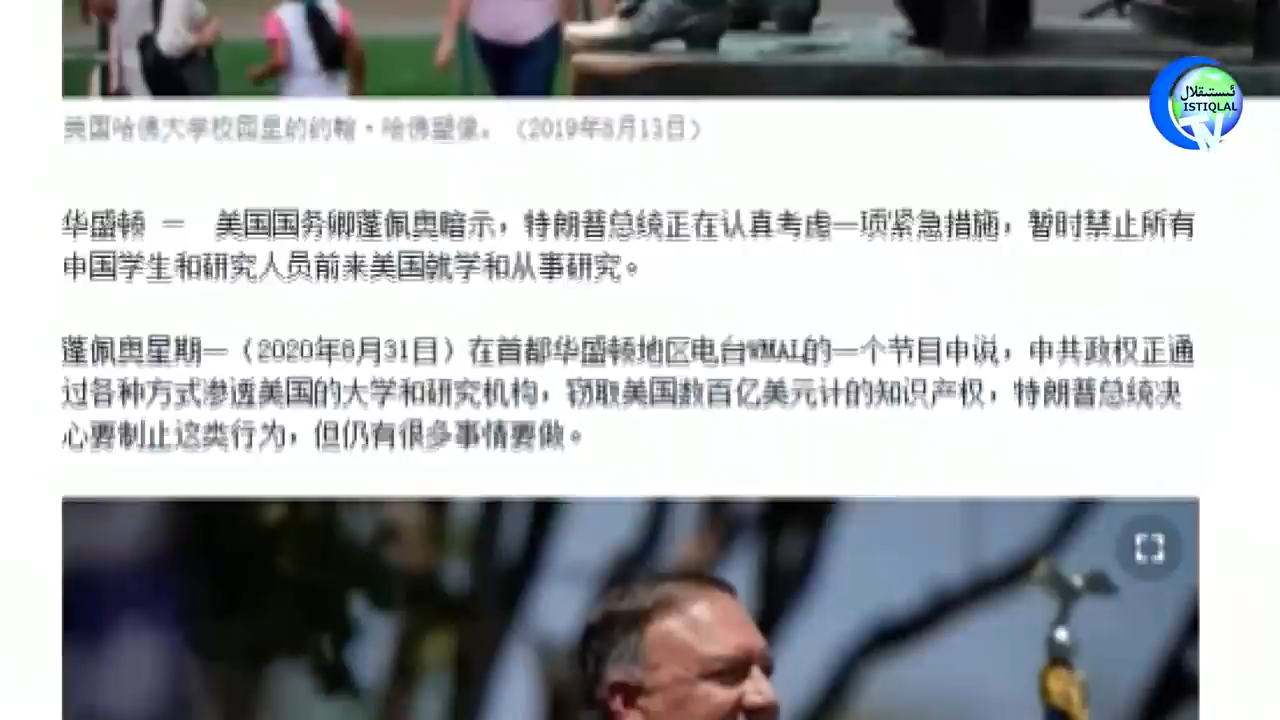 ئىستىقلال
ISTIQLAL
TV
美国哈佛大学校园里的约翰·哈佛塑像。（2019年8月13日）
华盛顿 — 美国国务卿蓬佩奥暗示，特朗普总统正在认真考虑一项紧急措施，暂时禁止所有
中国学生和研究人员前来美国就学和从事研究。
蓬佩奥星期一（2020年8月31日）在首都华盛顿地区电台WMAL的一个节目中说，中共政权正通
过各种方式渗透美国的大学和研究机构，窃取美国数百亿美元计的知识产权，特朗普总统决
心要制止这类行为，但仍有很多事情要做。